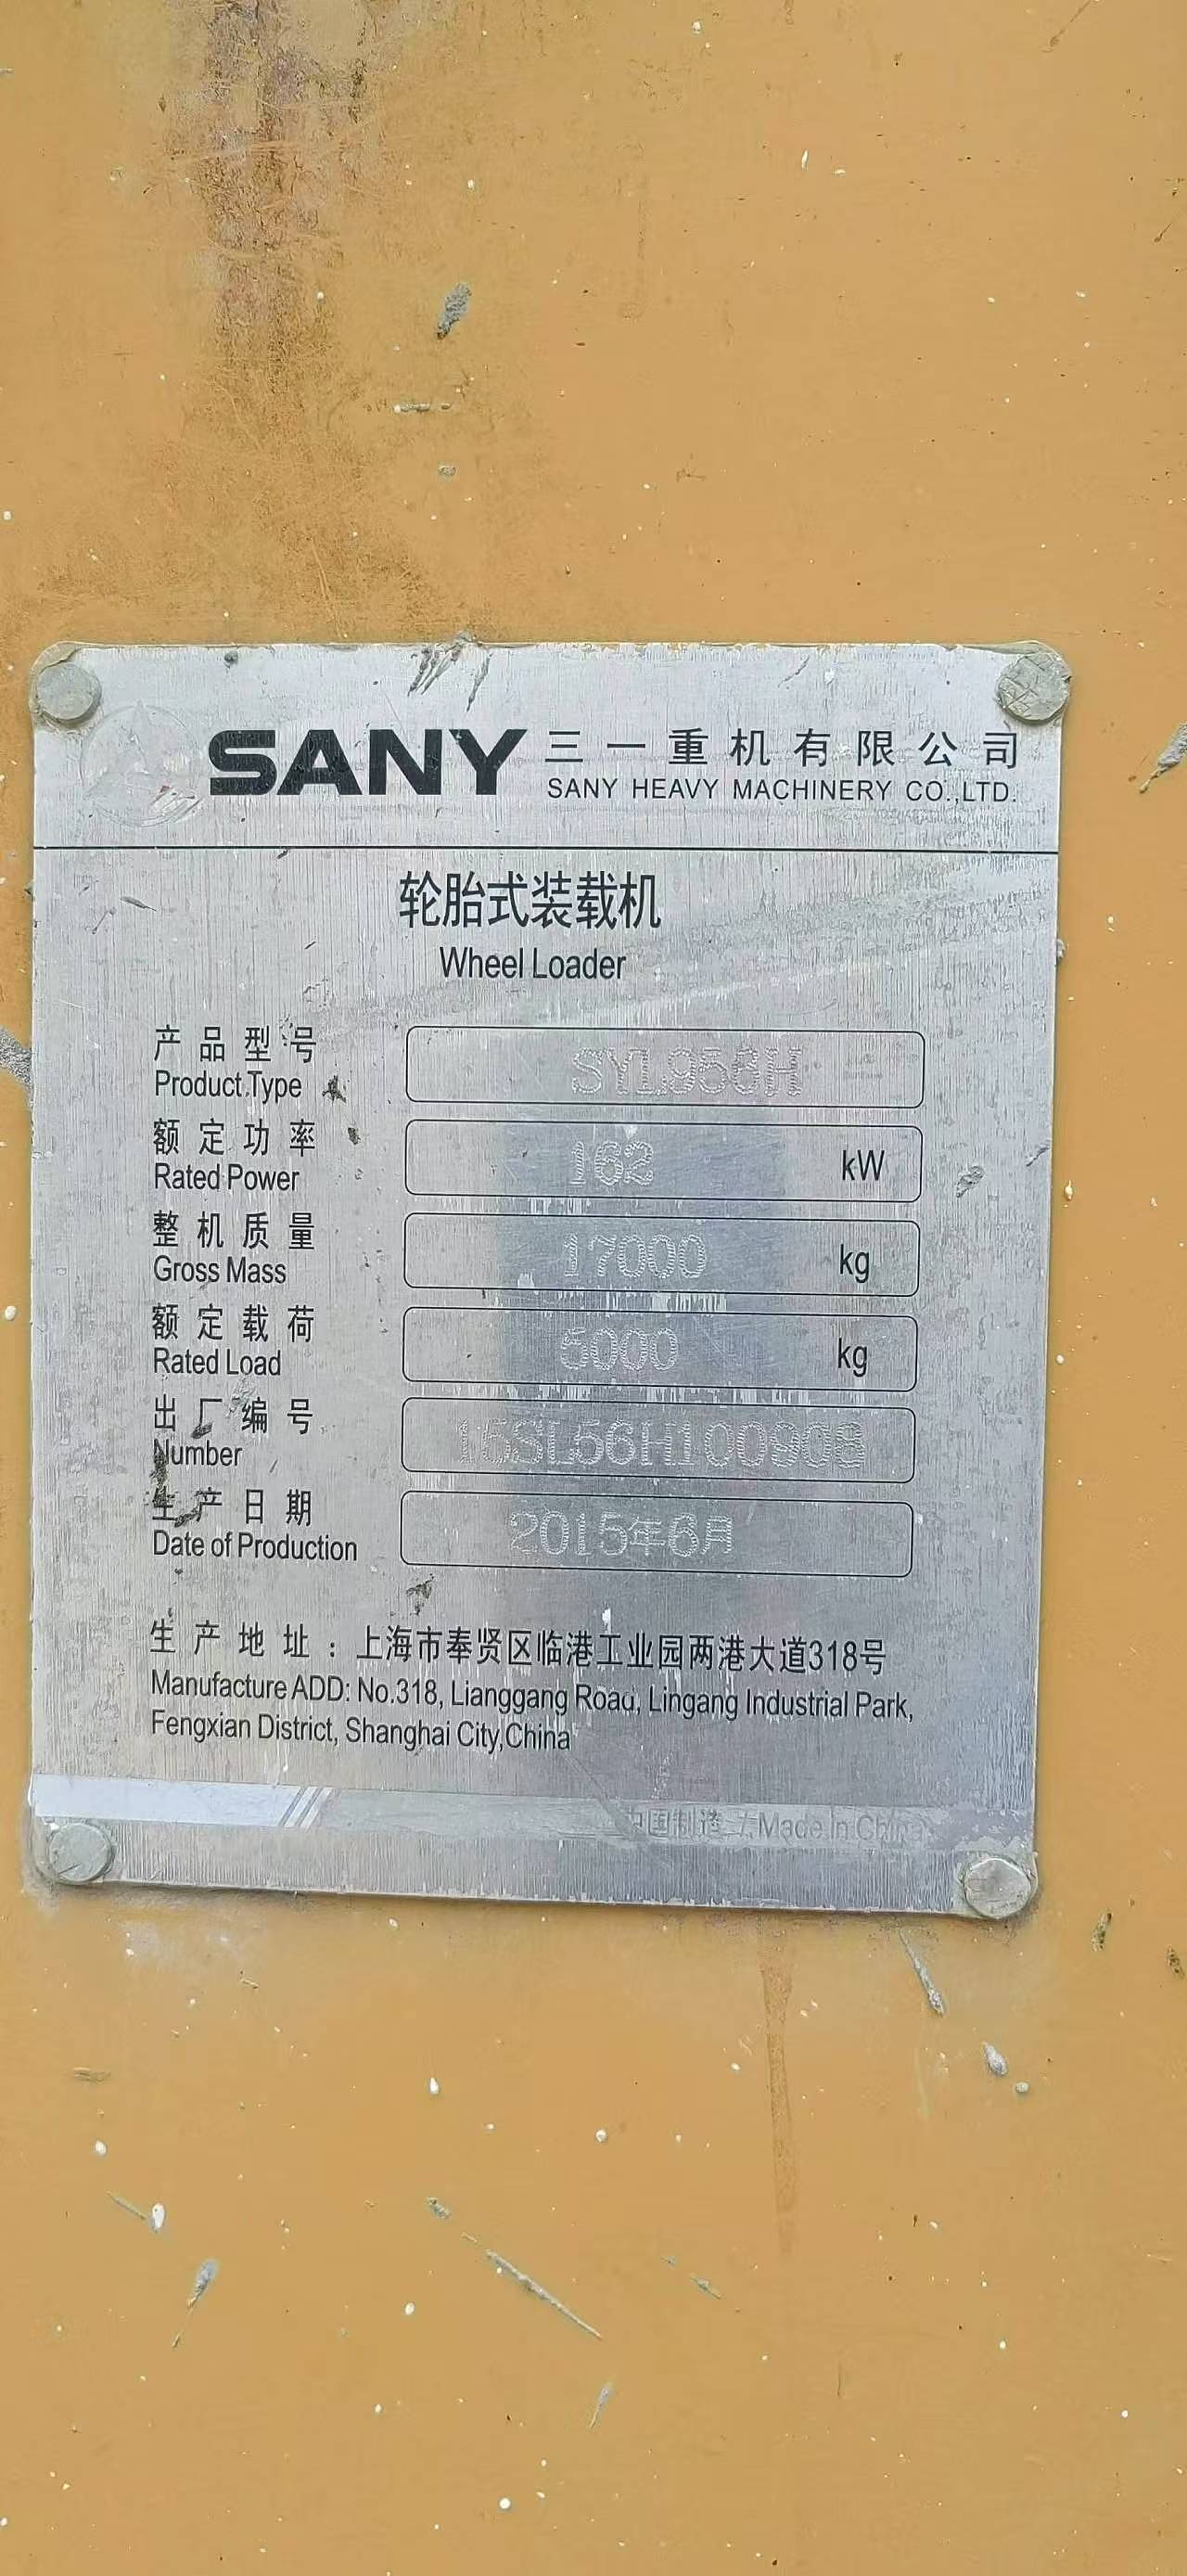 SANY 三一重机有限公司
SANY HEAVY MACHINERY CO.,LTD.
轮胎式装载机
Wheel Loader
产品型号 SYL956H
Product Type
额定功率 162 kW
Rated Power
整机质量 17000 kg
Gross Mass
额定载荷 5000 kg
Rated Load
出厂编号 15SL56H100908
Number
生产日期 2015年6月
Date of Production
生产地址：上海市奉贤区临港工业园两港大道318号
Manufacture ADD: No.318, Lianggang Road, Lingang Industrial Park,
Fengxian District, Shanghai City,China
中国制造 Made In China